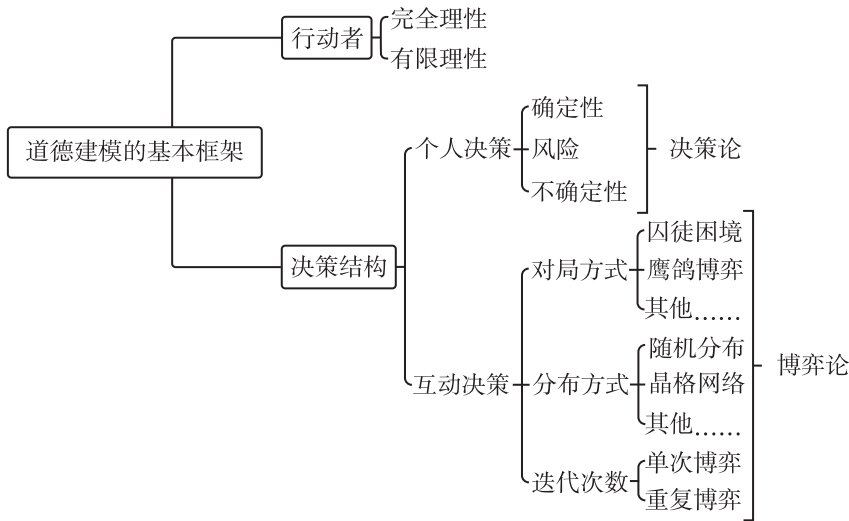 道德建模的基本框架
行动者
完全理性
有限理性
决策结构
个人决策
确定性
风险
不确定性
决策论
互动决策
对局方式
囚徒困境
鹰鸽博弈
其他……
分布方式
随机分布
晶格网络
其他……
迭代次数
单次博弈
重复博弈
博弈论